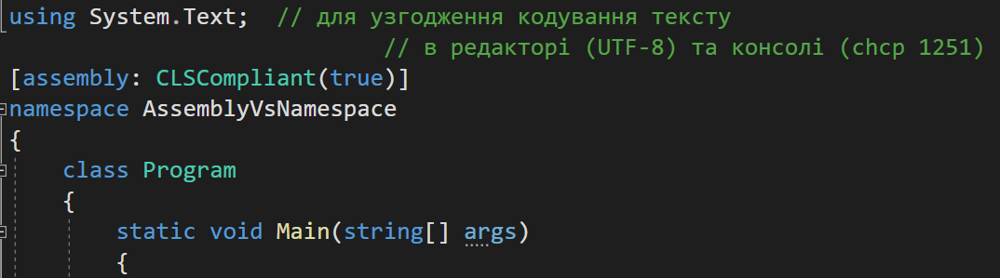 using System.Text;  // для узгодження кодування тексту
// в редакторі (UTF-8) та консолі (chcp 1251)
[assembly: CLSCompliant(true)]
namespace AssemblyVsNamespace
{
class Program
{
static void Main(string[] args)
{